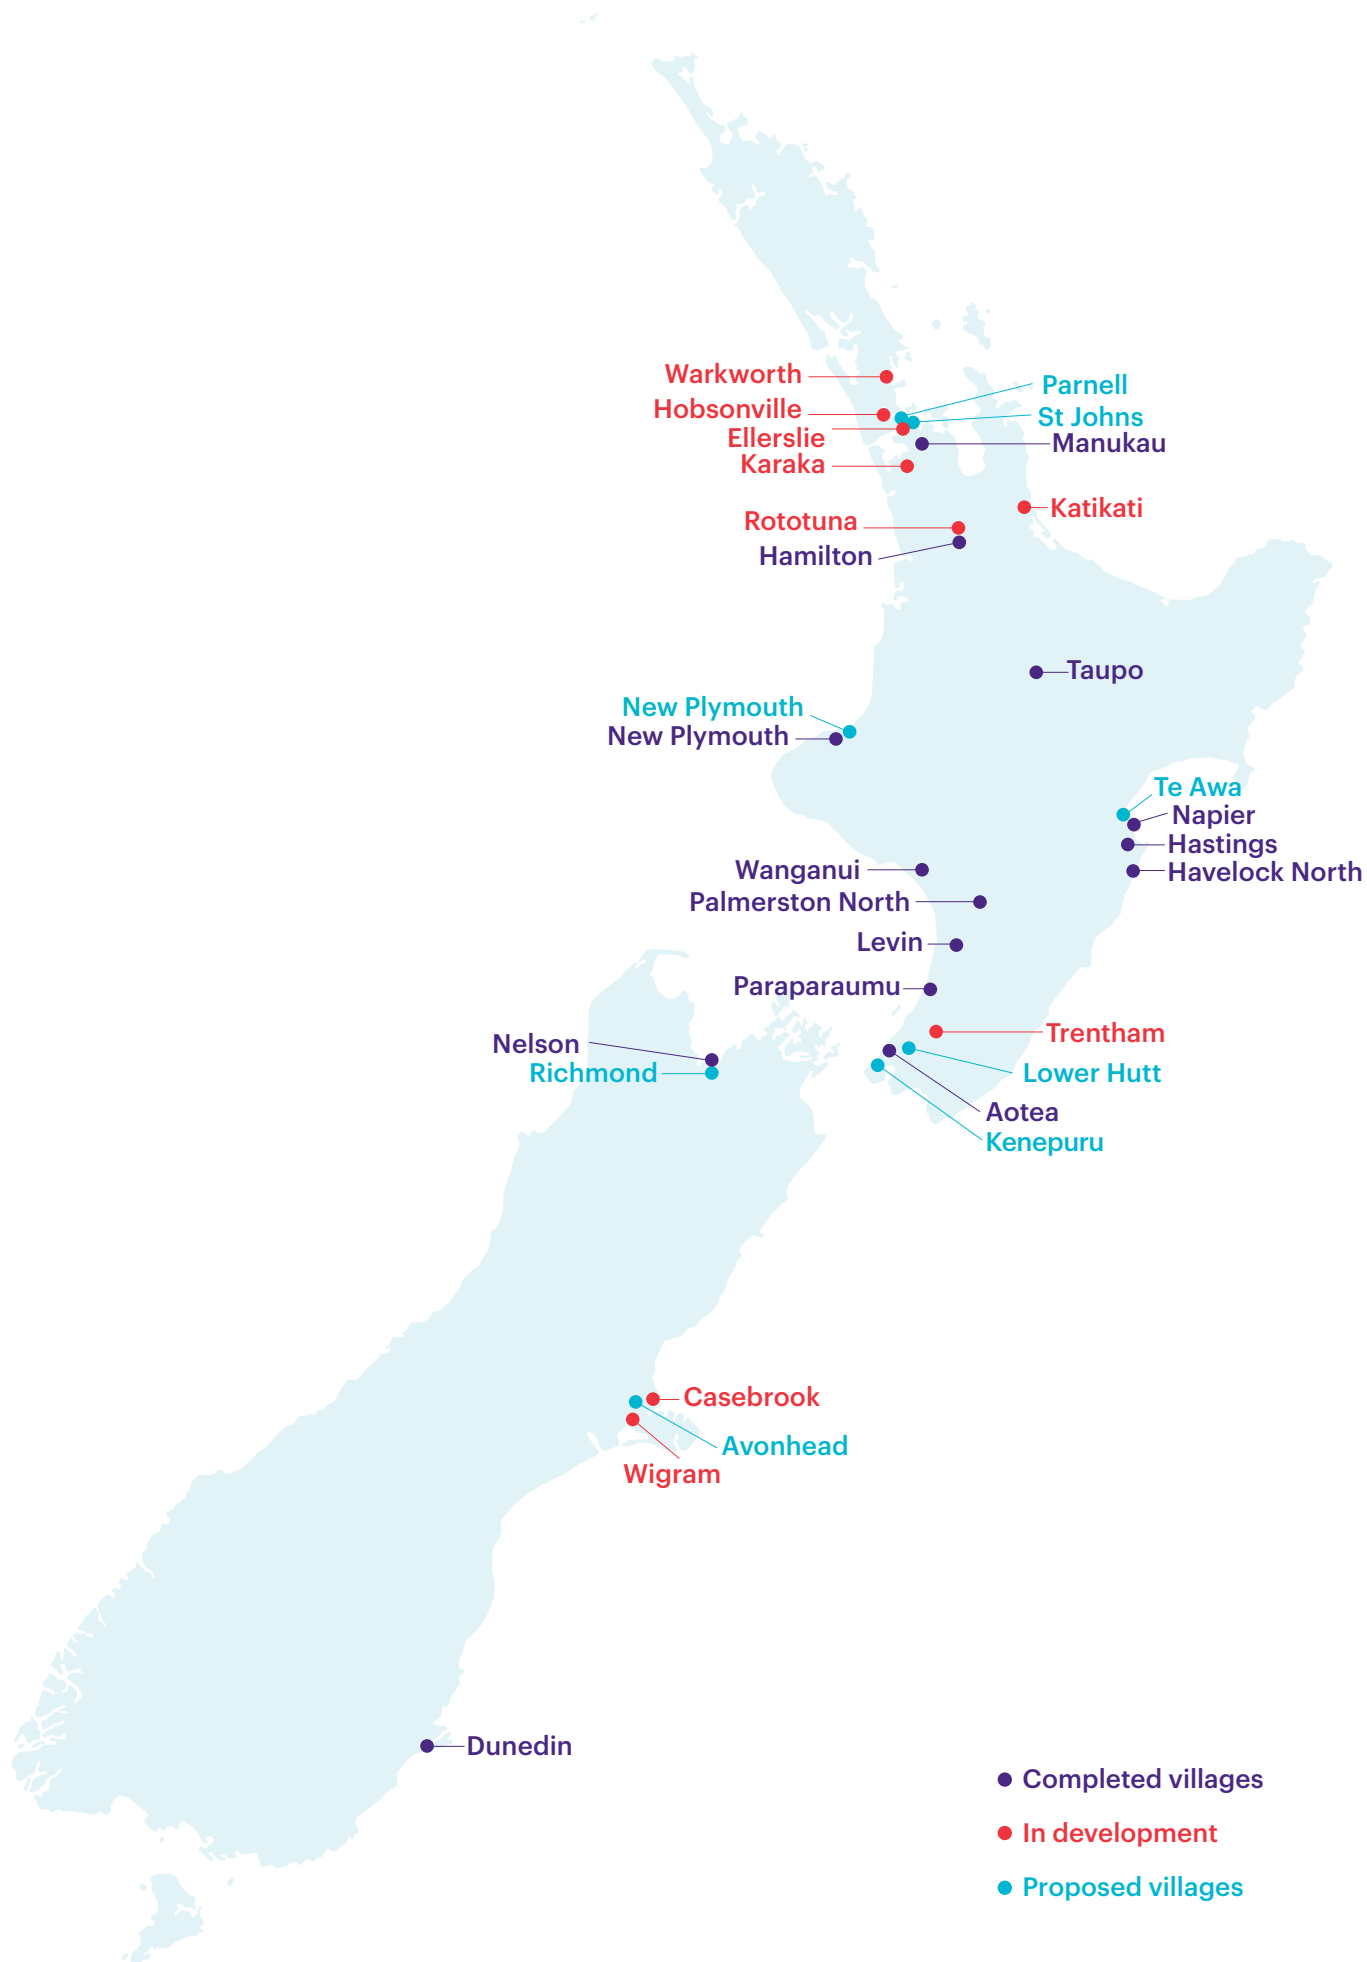 Warkworth
Parnell
Hobsonville
St Johns
Ellerslie
Manukau
Karaka
Katikati
Rototuna
Hamilton
Taupo
New Plymouth
New Plymouth
Te Awa
Napier
Hastings
Wanganui
Havelock North
Palmerston North
Levin
Paraparaumu
Trentham
Nelson
Richmond
Lower Hutt
Aotea
Kenepuru
Casebrook
Avonhead
Wigram
Dunedin
Completed villages
In development
Proposed villages